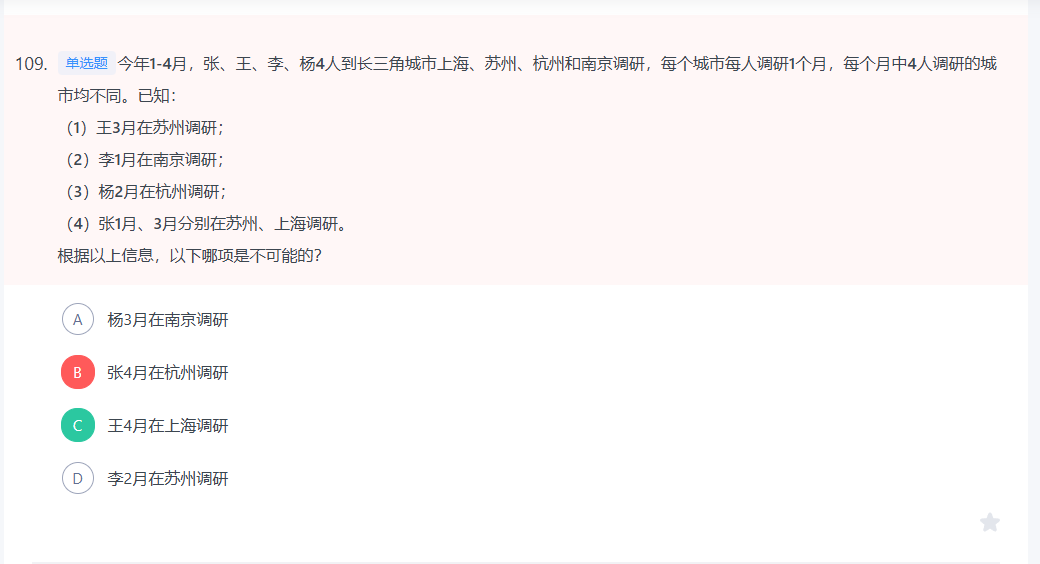 109. 单选题 今年1-4月，张、王、李、杨4人到长三角城市上海、苏州、杭州和南京调研，每个城市每人调研1个月，每个月中4人调研的城
市均不同。已知：
（1）王3月在苏州调研；
（2）李1月在南京调研；
（3）杨2月在杭州调研；
（4）张1月、3月分别在苏州、上海调研。
根据以上信息，以下哪项是不可能的？
A 杨3月在南京调研
B 张4月在杭州调研
C 王4月在上海调研
D 李2月在苏州调研